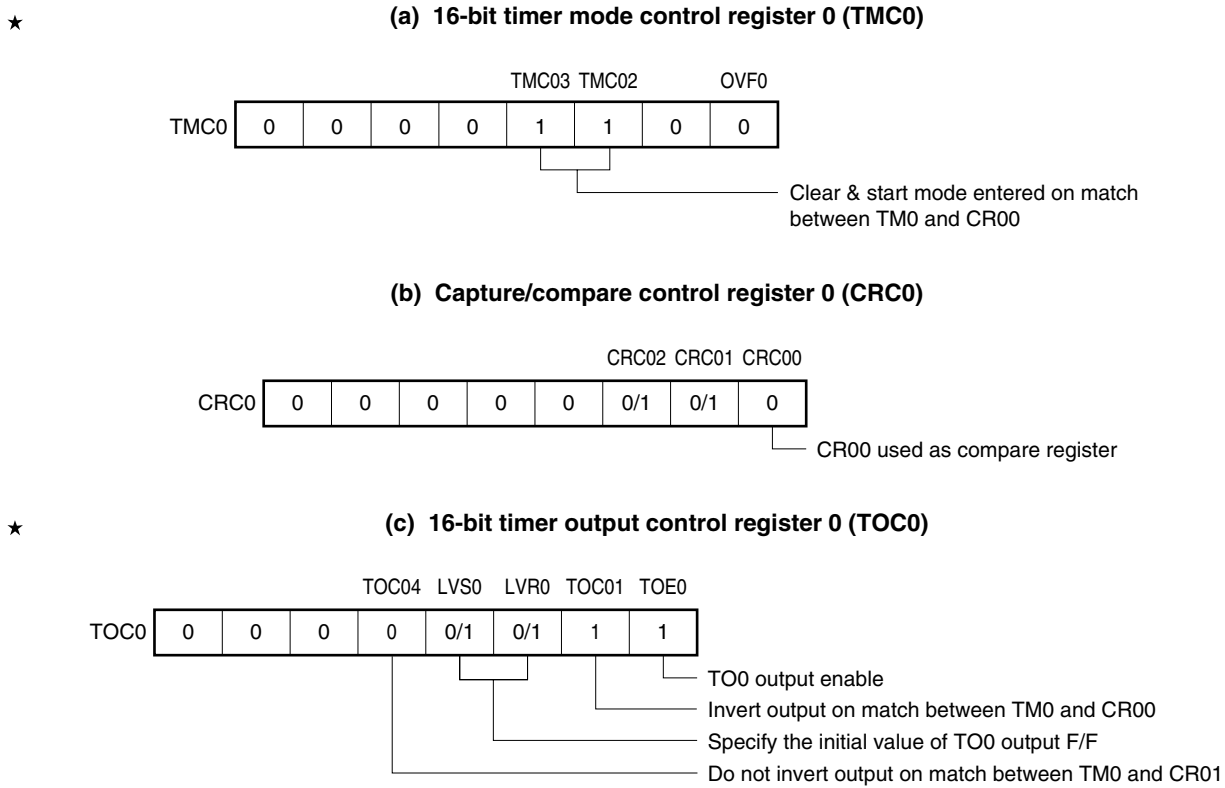 ★ (a) 16-bit timer mode control register 0 (TMC0)
TMC03 TMC02 OVF0
TMC0 0 0 0 0 1 1 0 0
Clear & start mode entered on match
between TM0 and CR00
(b) Capture/compare control register 0 (CRC0)
CRC02 CRC01 CRC00
CRC0 0 0 0 0 0 0/1 0/1 0
CR00 used as compare register
★ (c) 16-bit timer output control register 0 (TOC0)
TOC04 LVS0 LVR0 TOC01 TOE0
TOC0 0 0 0 0 0/1 0/1 1 1
TO0 output enable
Invert output on match between TM0 and CR00
Specify the initial value of TO0 output F/F
Do not invert output on match between TM0 and CR01